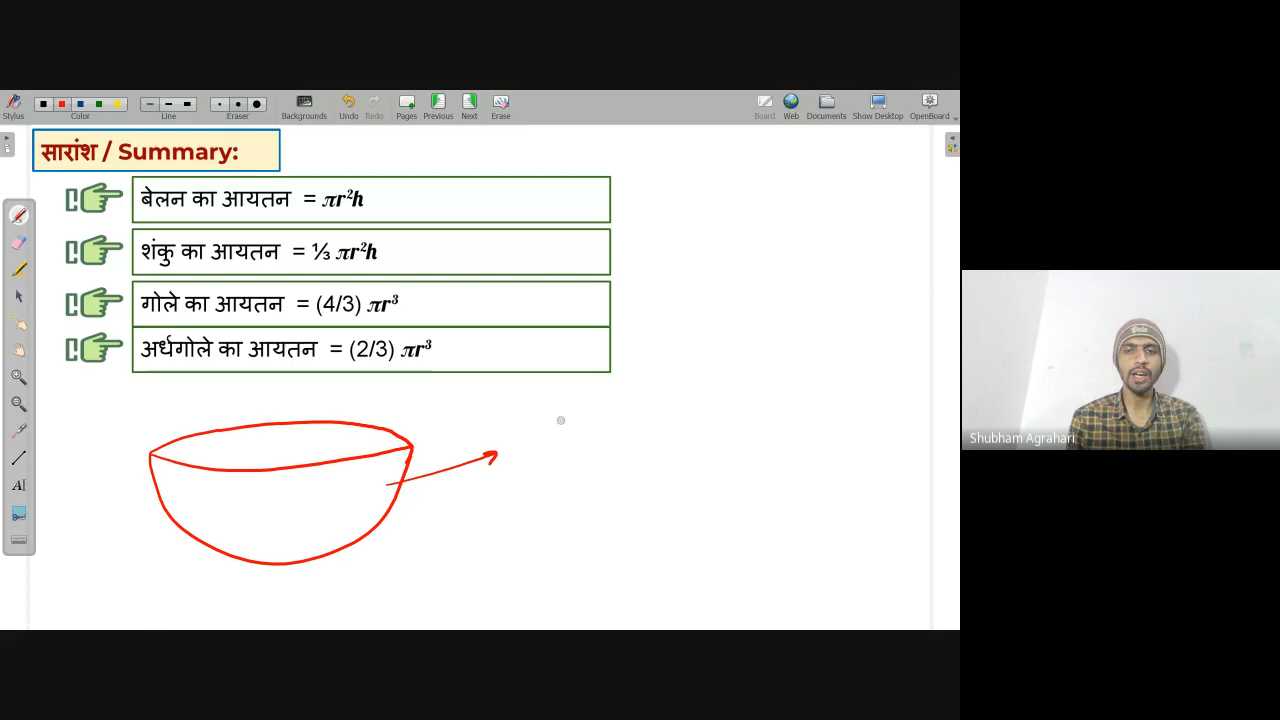 Stylus
Color
Line
Eraser
Backgrounds
Undo
Redo
Pages
Previous
Next
Erase
Board
Web
Documents
Show Desktop
OpenBoard
सारांश / Summary:
बेलन का आयतन = πr²h
शंकु का आयतन = ⅓ πr²h
गोले का आयतन = (4/3) πr³
अर्धगोले का आयतन = (2/3) πr³
Shubham Agrahari